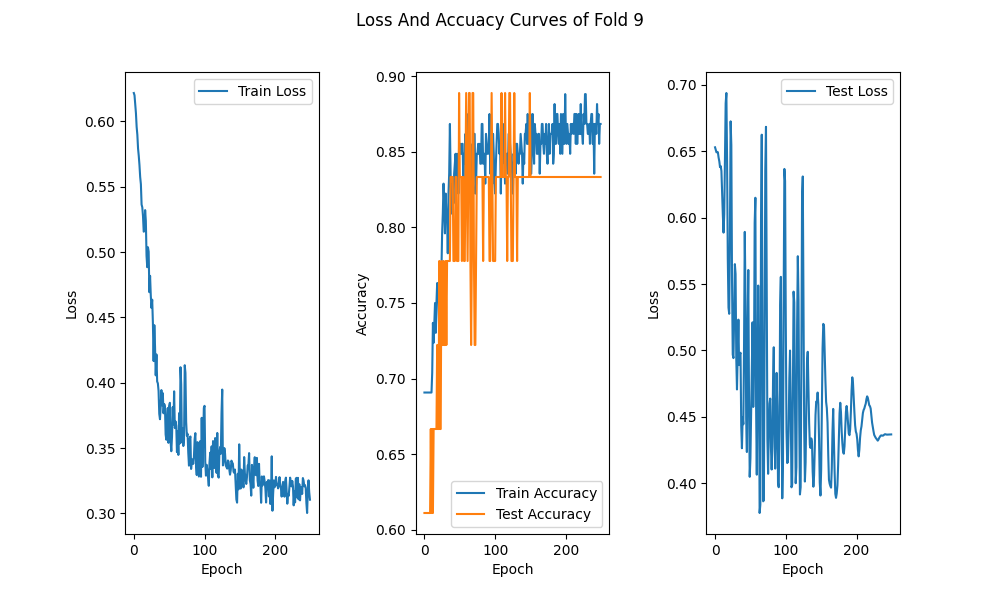 Loss And Accuacy Curves of Fold 9
Train Loss
0.60
0.55
0.50
0.45
0.40
0.35
0.30
Loss
0
100
200
Epoch
0.90
0.85
0.80
0.75
0.70
0.65
0.60
Accuracy
Train Accuracy
Test Accuracy
0
100
200
Epoch
Test Loss
0.70
0.65
0.60
0.55
0.50
0.45
0.40
Loss
0
100
200
Epoch